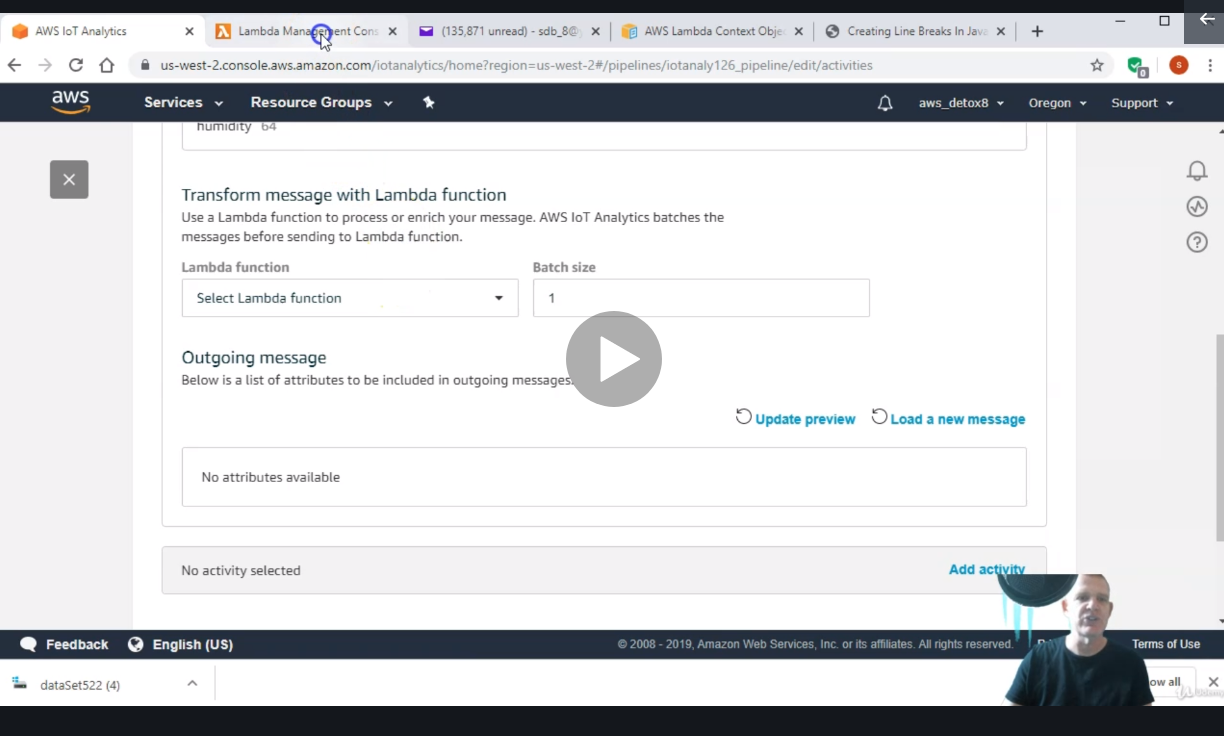 AWS IoT Analytics
Lambda Management Cons
(135,871 unread) - sdb_8@
AWS Lambda Context Obje
Creating Line Breaks In Java
us-west-2.console.aws.amazon.com/iotanalytics/home?region=us-west-2#/pipelines/iotanaly126_pipeline/edit/activities
0
S
aws
Services
Resource Groups
aws_detox8
Oregon
Support
humidity 64
Transform message with Lambda function
Use a Lambda function to process or enrich your message. AWS IoT Analytics batches the
messages before sending to Lambda function.
Lambda function
Batch size
Select Lambda function
1
Outgoing message
Below is a list of attributes to be included in outgoing messages.
Update preview
Load a new message
No attributes available
No activity selected
Add activity
Feedback
English (US)
© 2008 - 2019, Amazon Web Services, Inc. or its affiliates. All rights reserved.
Terms of Use
dataSet522 (4)
ow all